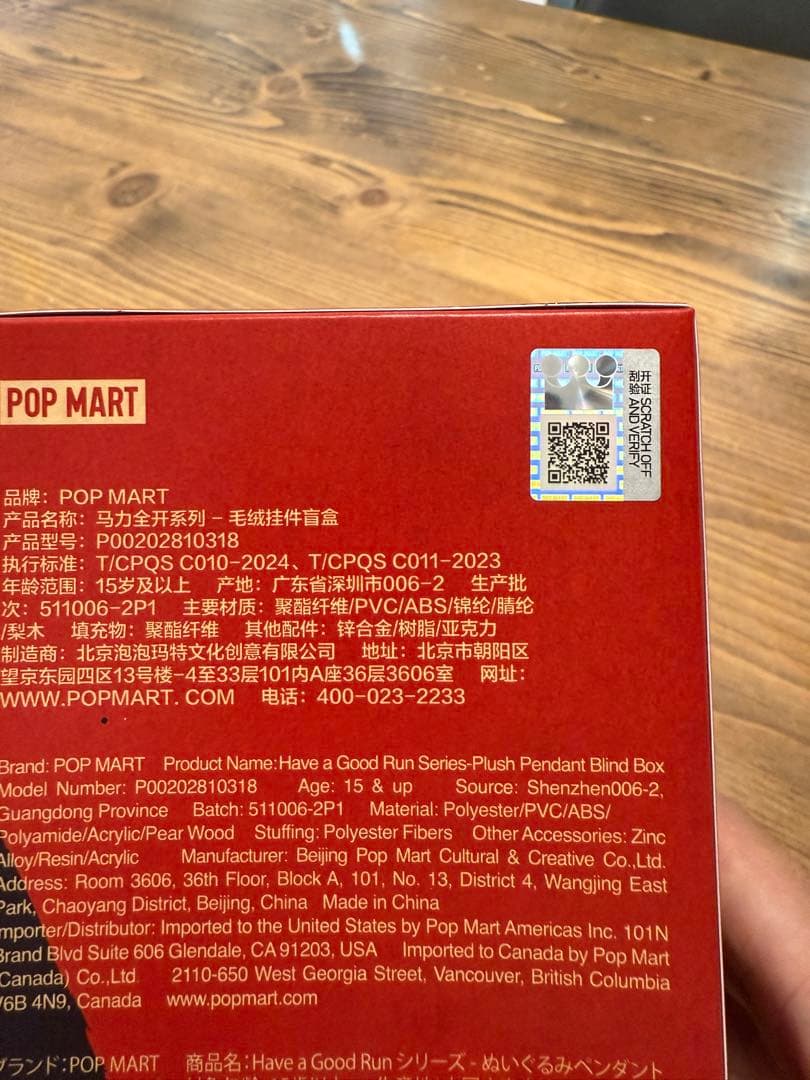 POP MART
开证 SCRATCH OFF
刮验 AND VERIFY
品牌：POP MART
产品名称：马力全开系列 – 毛绒挂件盲盒
产品型号：P00202810318
执行标准：T/CPQS C010-2024、T/CPQS C011-2023
年龄范围：15岁及以上 产地：广东省深圳市006-2 生产批
次：511006-2P1 主要材质：聚酯纤维/PVC/ABS/锦纶/腈纶
/梨木 填充物：聚酯纤维 其他配件：锌合金/树脂/亚克力
制造商：北京泡泡玛特文化创意有限公司 地址：北京市朝阳区
望京东园四区13号楼-4至33层101内A座36层3606室 网址：
WWW.POPMART. COM 电话：400-023-2233
Brand: POP MART Product Name: Have a Good Run Series-Plush Pendant Blind Box
Model Number: P00202810318 Age: 15 & up Source: Shenzhen006-2,
Guangdong Province Batch: 511006-2P1 Material: Polyester/PVC/ABS/
Polyamide/Acrylic/Pear Wood Stuffing: Polyester Fibers Other Accessories: Zinc
Alloy/Resin/Acrylic Manufacturer: Beijing Pop Mart Cultural & Creative Co.,Ltd.
Address: Room 3606, 36th Floor, Block A, 101, No. 13, District 4, Wangjing East
Park, Chaoyang District, Beijing, China Made in China
Importer/Distributor: Imported to the United States by Pop Mart Americas Inc. 101N
Brand Blvd Suite 606 Glendale, CA 91203, USA Imported to Canada by Pop Mart
(Canada) Co.,Ltd 2110-650 West Georgia Street, Vancouver, British Columbia
V6B 4N9, Canada www.popmart.com
ブランド：POP MART 商品名：Have a Good Run シリーズ - ぬいぐるみペンダント